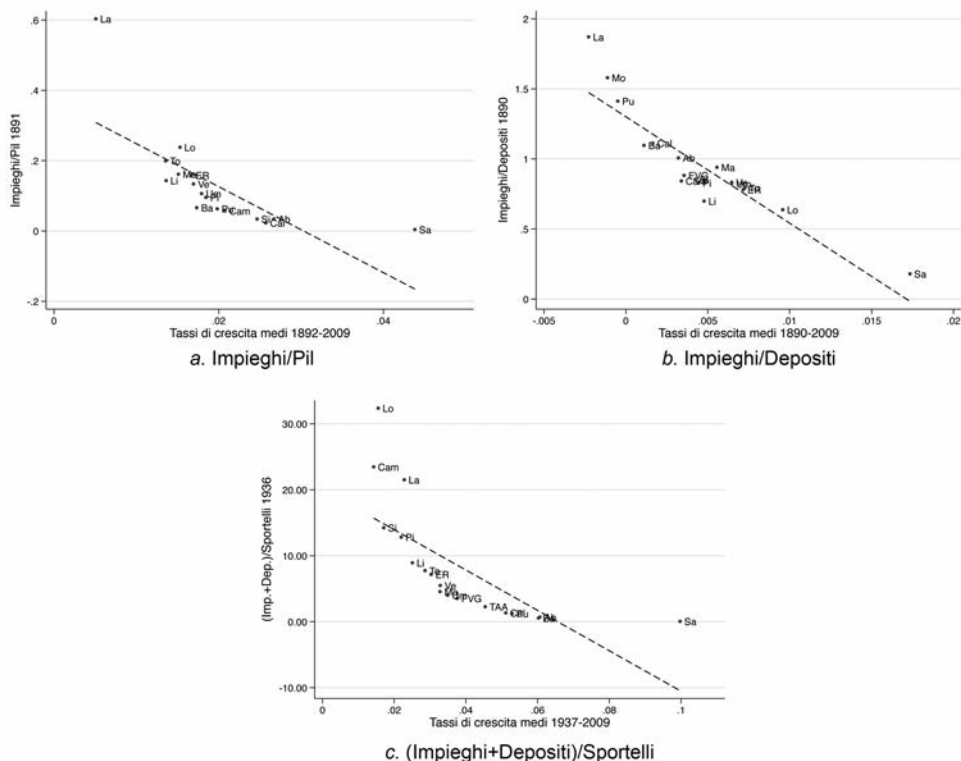 .6
La
.4
Lo
.2
To
Me
ER
Li
Ve
Um
Pi
Ba
Pu
Cam
Si
Ab
Cal
Sa
0
-.2
Impieghi/Pil 1891
0
.02
.04
Tassi di crescita medi 1892-2009
a. Impieghi/Pil
2
La
Mo
1.5
Pu
Cal
Ba
1
Ab
Ma
FVG
Cam
Pi
ER
Li
Lo
.5
Sa
0
Impieghi/Depositi 1890
-.005
0
.005
.01
.015
.02
Tassi di crescita medi 1890-2009
b. Impieghi/Depositi
Lo
30.00
Cam
La
20.00
Si
Pi
10.00
Li
To
ER
Ve
FVG
TAA
Cal
Pu
Sa
0.00
-10.00
(Imp.+Dep.)/Sportelli 1936
0
.02
.04
.06
.08
.1
Tassi di crescita medi 1937-2009
c. (Impieghi+Depositi)/Sportelli